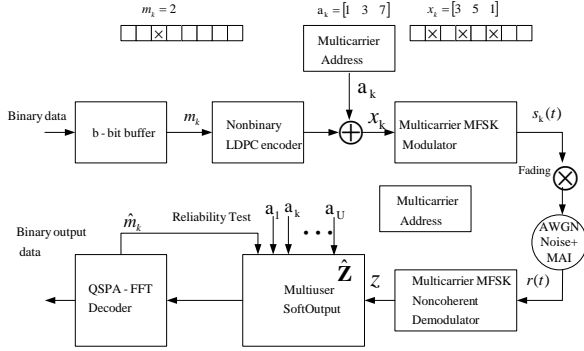 m_k = 2
a_k = [1 3 7]
x_k = [3 5 1]
× × × ×
Multicarrier
Address
a_k
Binary data
b - bit buffer
m_k
Nonbinary
LDPC encoder
x_k
Multicarrier MFSK
Modulator
s_k(t)
Fading
Multicarrier
Address
AWGN
Noise+
MAI
r(t)
Binary output
data
m̂_k
Reliability Test
a_1 a_k ••• a_U
QSPA - FFT
Decoder
Ẑ
Multiuser
SoftOutput
z
Multicarrier MFSK
Noncoherent
Demodulator